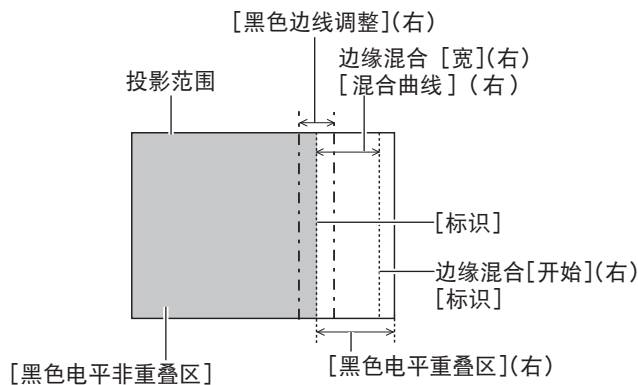 [黑色边线调整](右)
边缘混合 [宽](右)
[混合曲线](右)
投影范围
[标识]
边缘混合[开始](右)
[标识]
[黑色电平重叠区](右)
[黑色电平非重叠区]